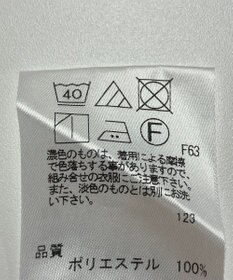 40
F
F63
濃色のものは、着用による摩擦
で色落ちする事がありますので、
組み合せの衣服にご注意下さい。
また、淡色のものとは別にお洗
い下さい。
123
品質
ポリエステル 100%